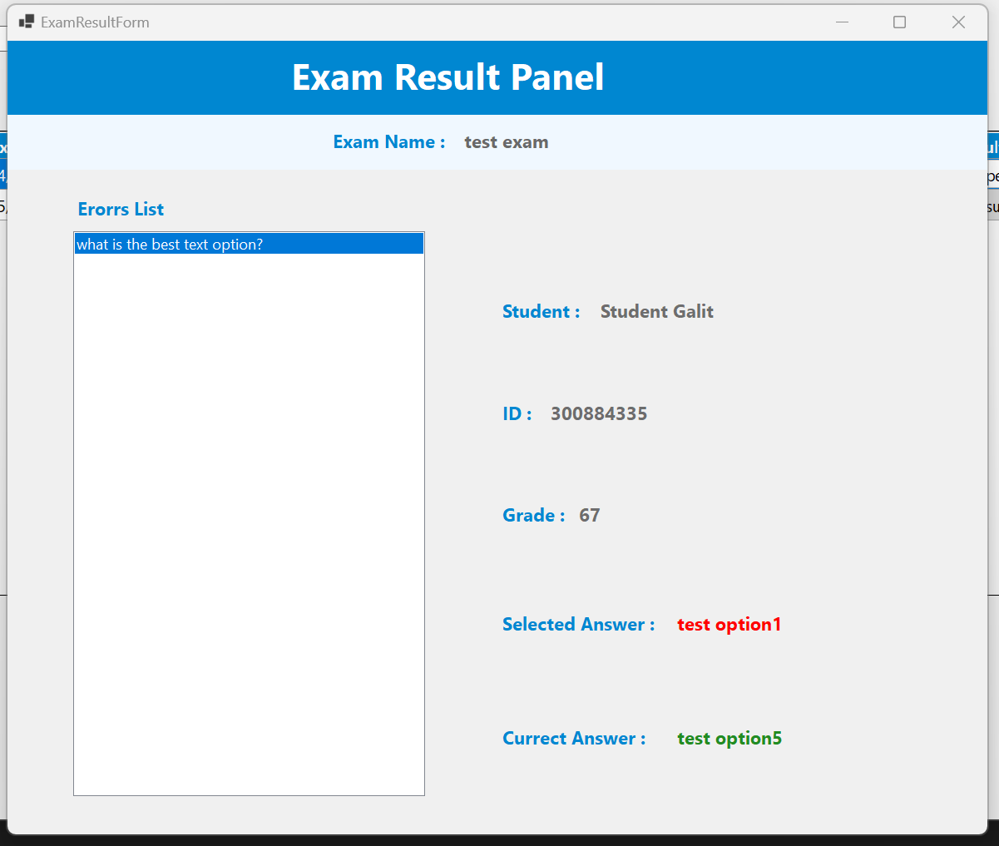 ExamResultForm
Exam Result Panel
Exam Name : test exam
Erorrs List
what is the best text option?
Student : Student Galit
ID : 300884335
Grade : 67
Selected Answer : test option1
Currect Answer : test option5